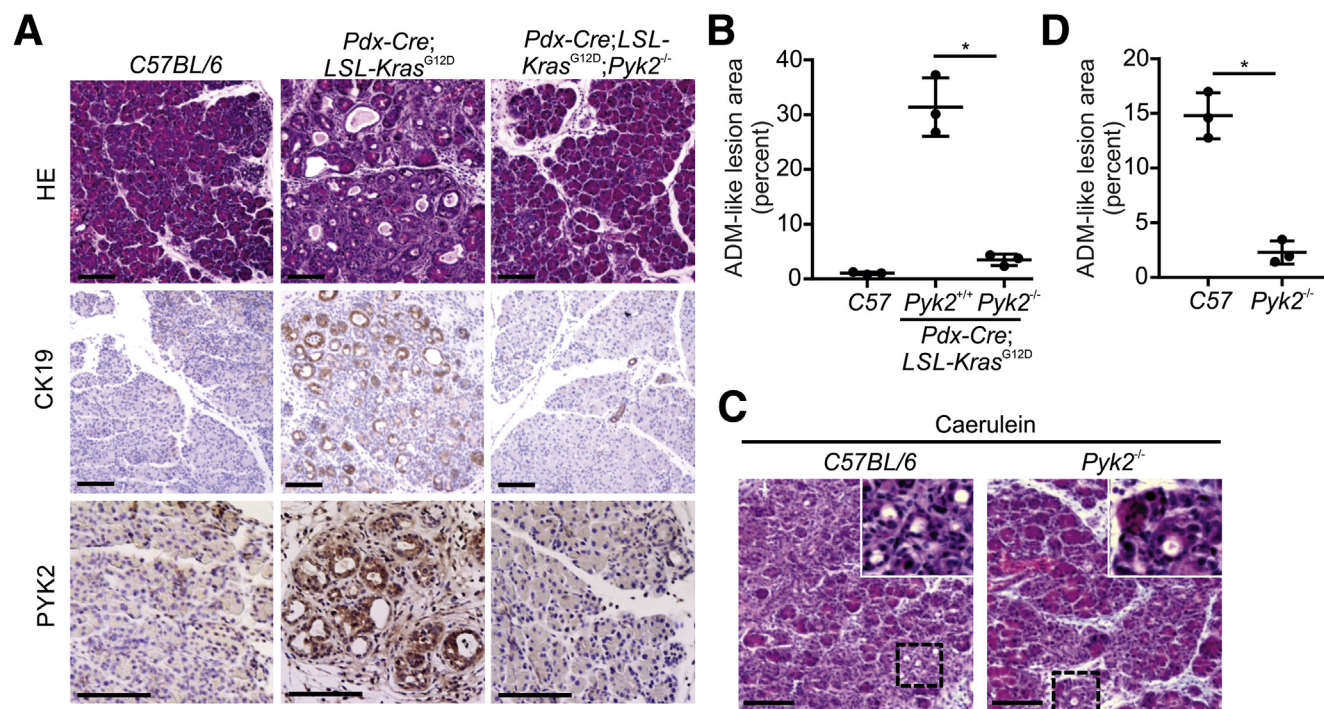 A
C57BL/6
Pdx-Cre;
LSL-Kras^G12D
Pdx-Cre;LSL-
Kras^G12D;Pyk2^-/-
HE
CK19
PYK2
B
ADM-like lesion area
(percent)
40
30
20
10
0
*
C57
Pyk2^+/+
Pyk2^-/-
Pdx-Cre;
LSL-Kras^G12D
D
ADM-like lesion area
(percent)
20
15
10
5
0
*
C57
Pyk2^-/-
C
Caerulein
C57BL/6
Pyk2^-/-